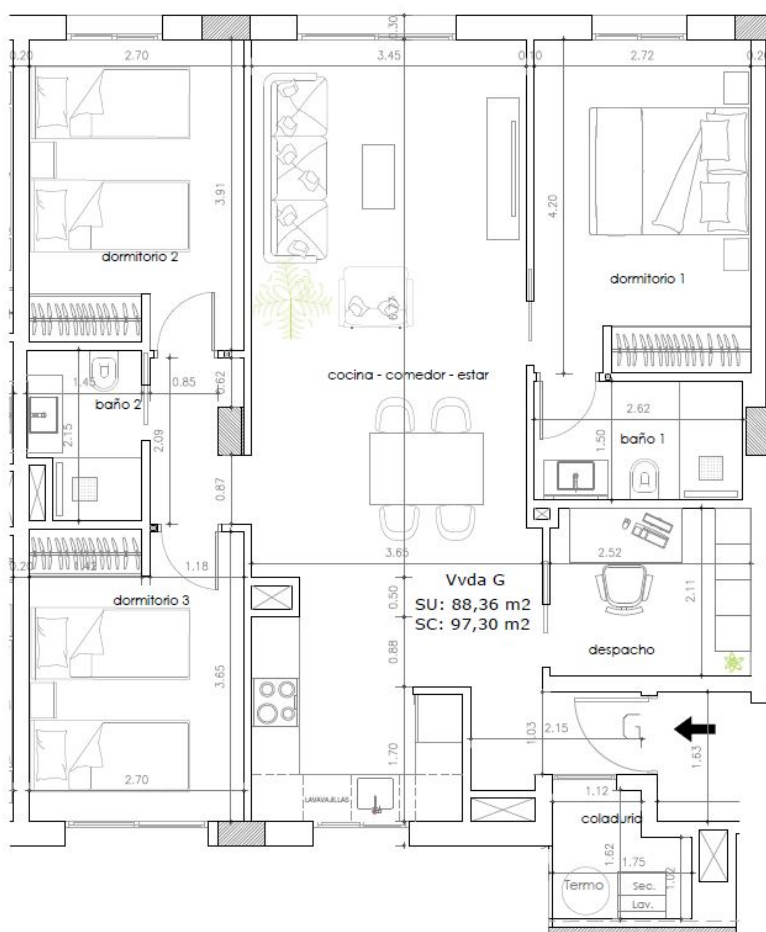 0.30
0.20
2.70
3.45
0.10
2.72
0.20
3.91
4.20
dormitorio 2
dormitorio 1
cocina - comedor - estar
1.45
0.85
0.62
baño 2
2.15
2.09
0.87
2.62
1.50
baño 1
0.20
1.42
1.18
3.65
2.52
2.11
dormitorio 3
Vvda G
SU: 88,36 m2
SC: 97,30 m2
0.50
0.88
despacho
3.65
2.70
1.70
1.03
2.15
G
1.63
LAVAVAJILLAS
1.12
coladuria
1.62
1.75
1.02
Termo
Sec.
Lav.